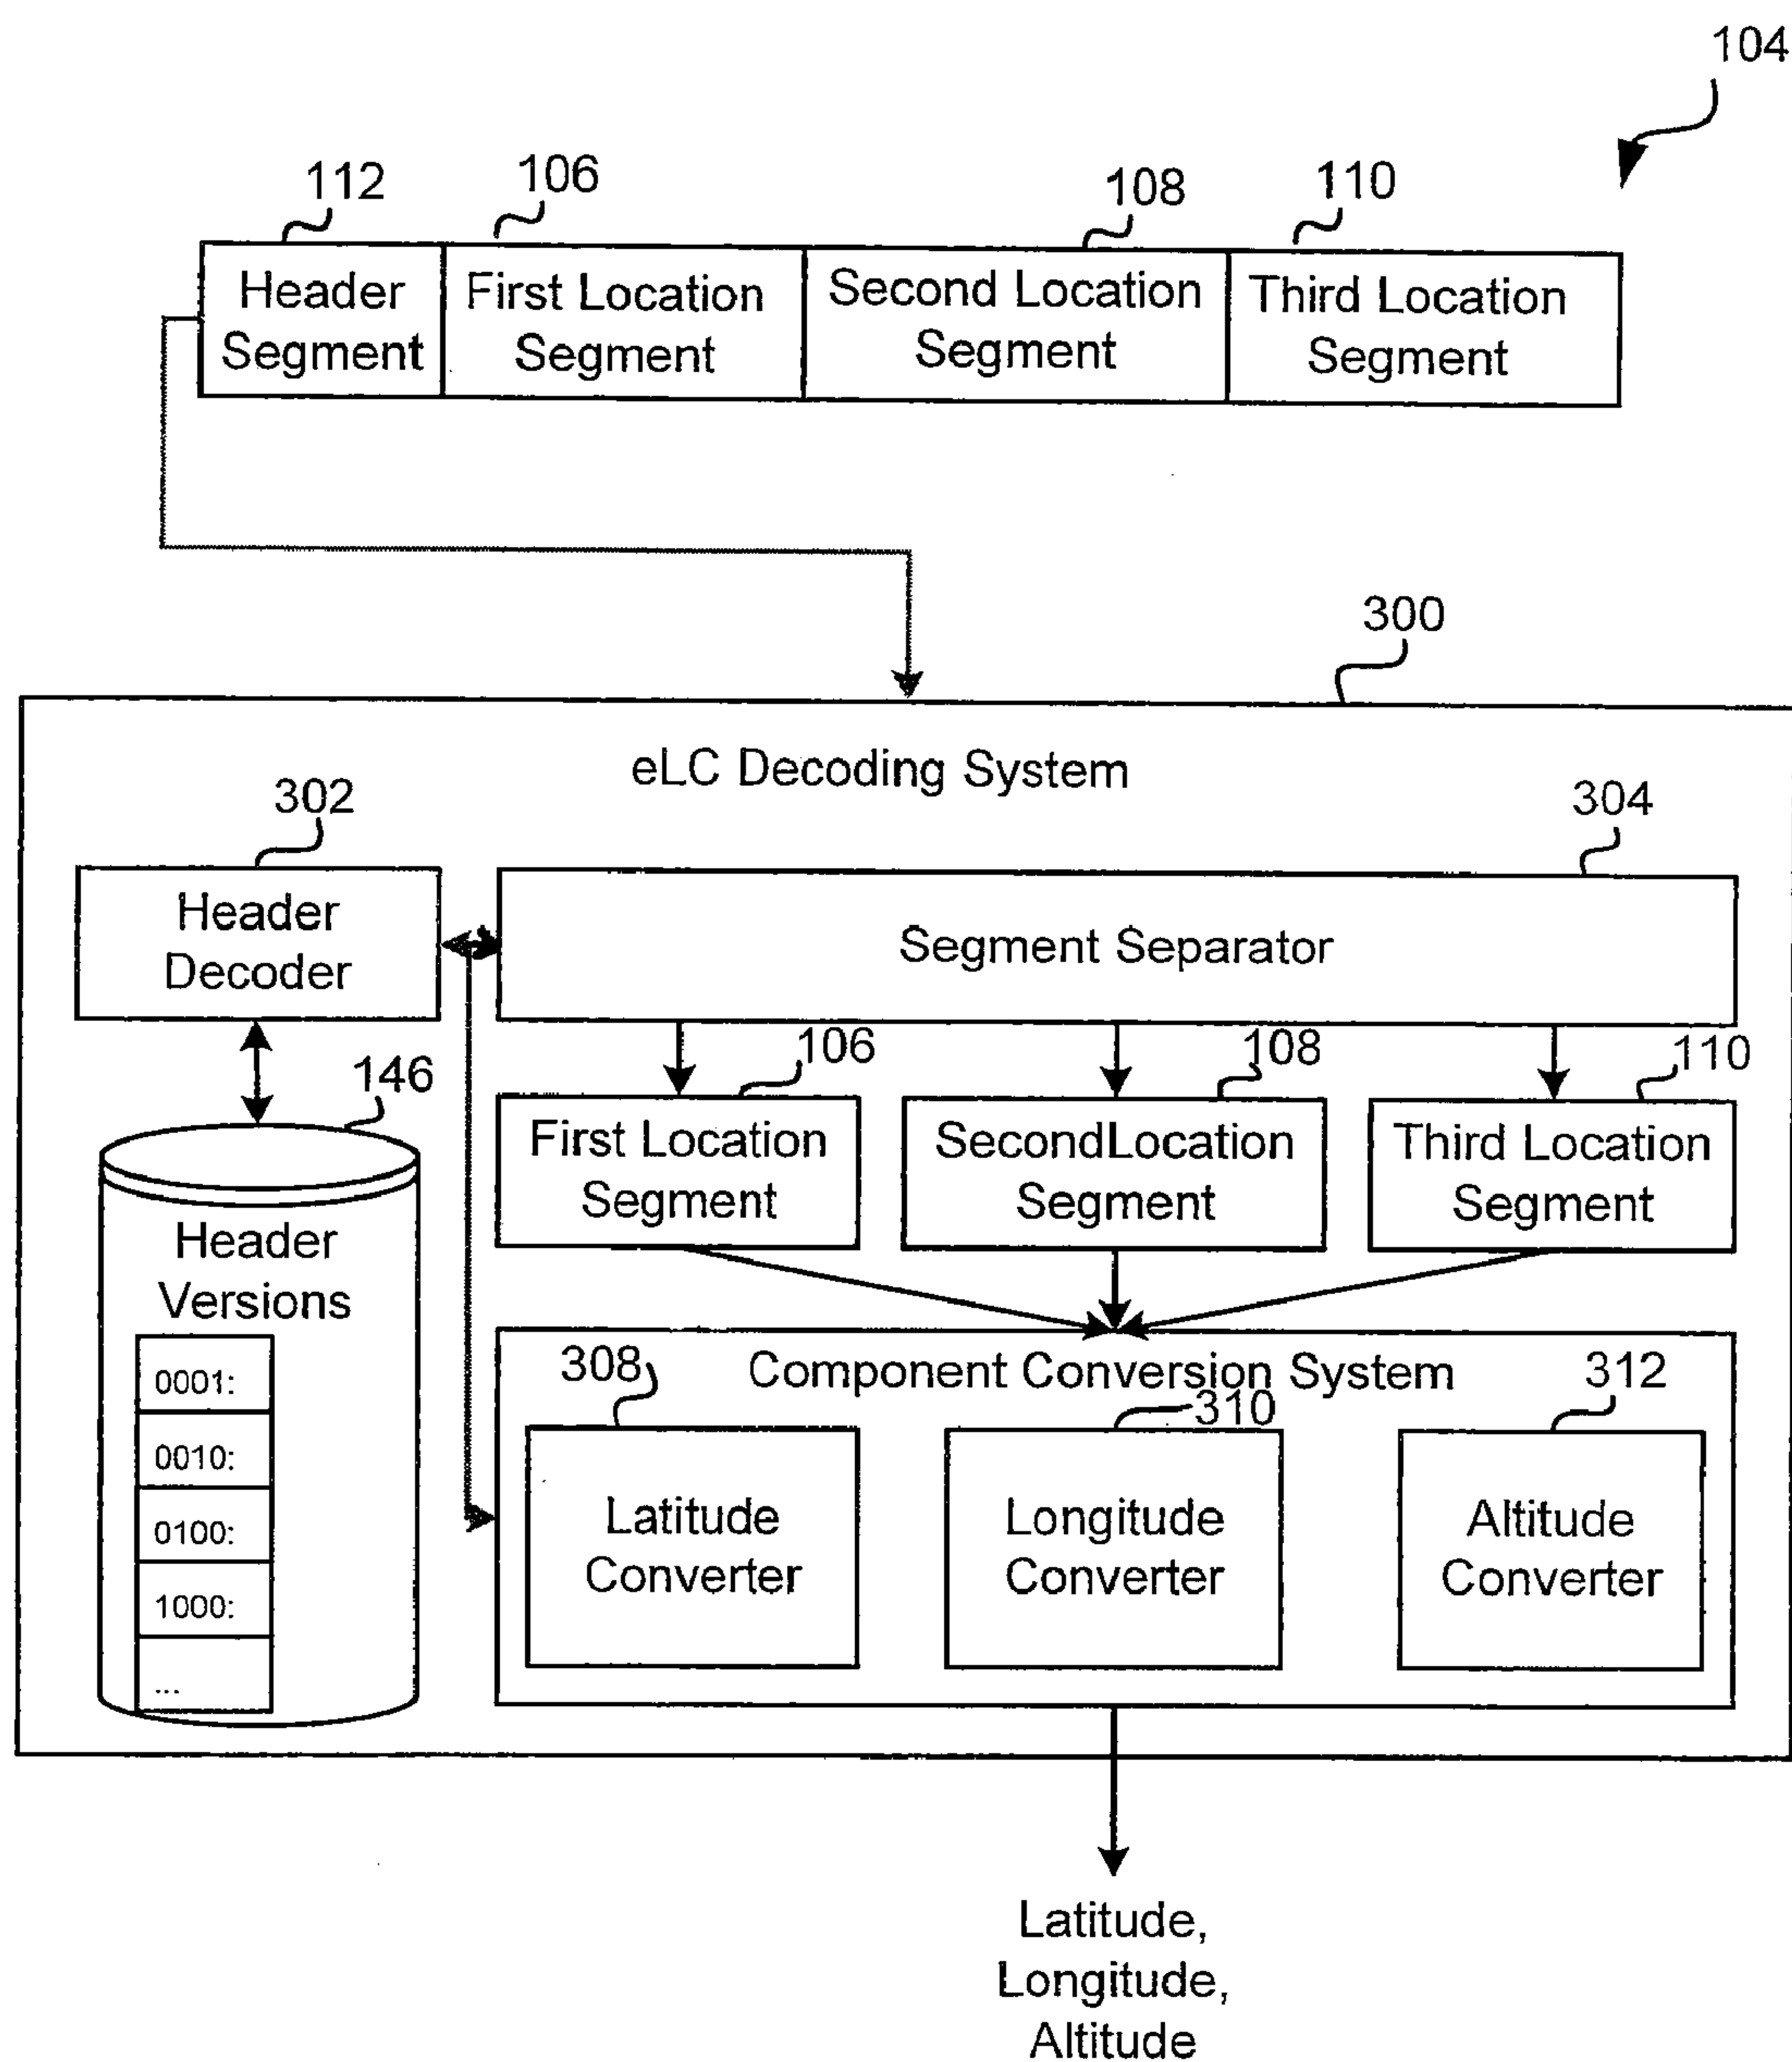 104
112
106
108
110
Header
Segment
First Location
Segment
Second Location
Segment
Third Location
Segment
300
eLC Decoding System
302
304
Header
Decoder
Segment Separator
146
106
108
110
First Location
Segment
SecondLocation
Segment
Third Location
Segment
Header
Versions
0001:
0010:
0100:
1000:
...
Component Conversion System
308
310
312
Latitude
Converter
Longitude
Converter
Altitude
Converter
Latitude,
Longitude,
Altitude